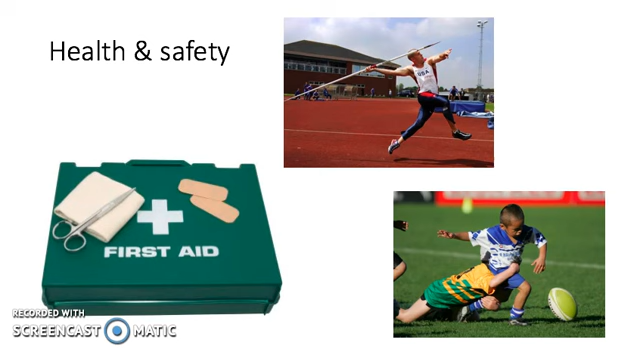 Health & safety
FIRST AID
RECORDED WITH
SCREENCAST MATIC